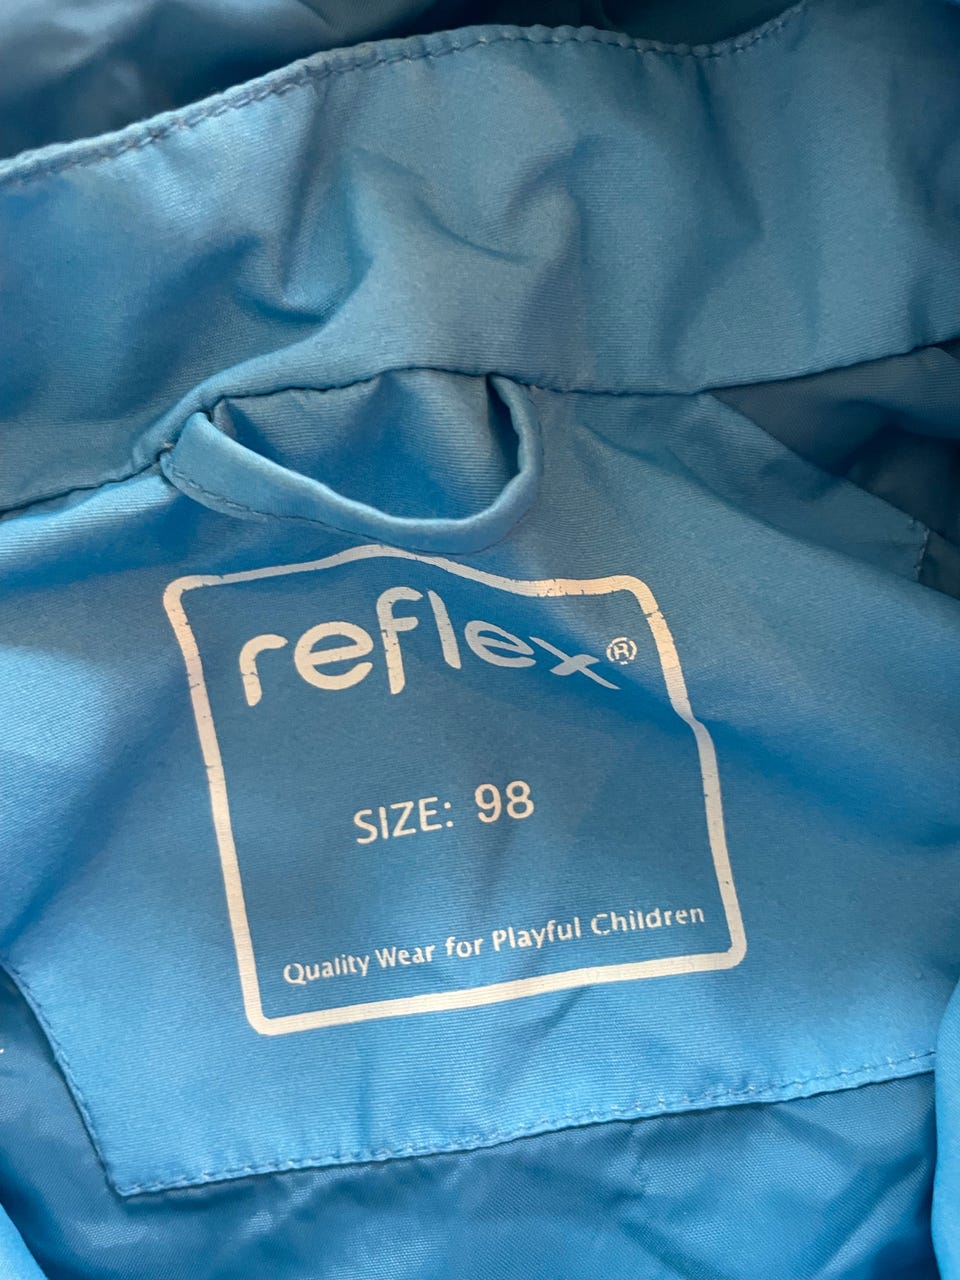 reflex®
SIZE: 98
Quality Wear for Playful Children